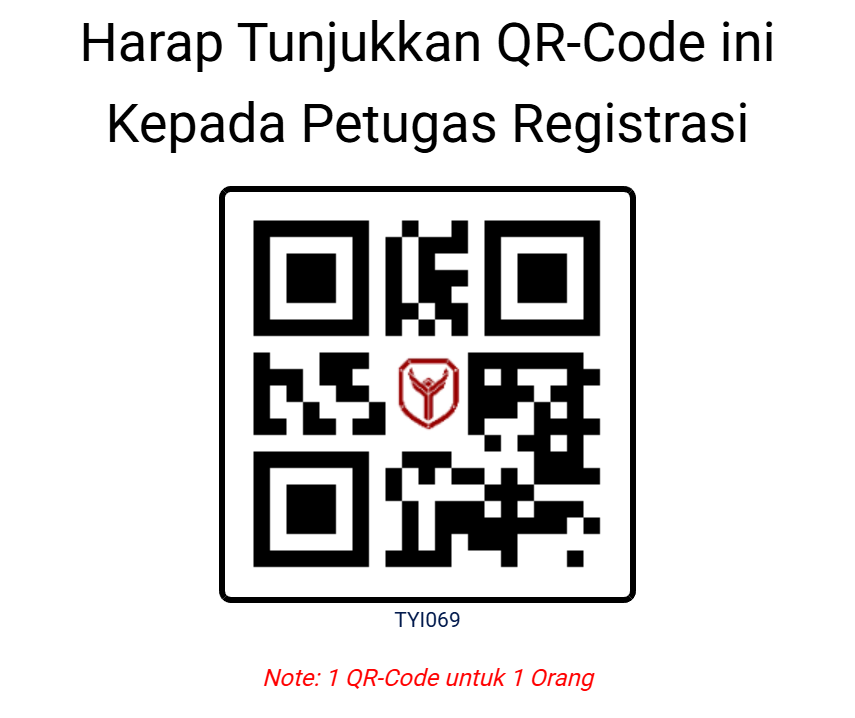 Harap Tunjukkan QR-Code ini
Kepada Petugas Registrasi
TYI069
Note: 1 QR-Code untuk 1 Orang